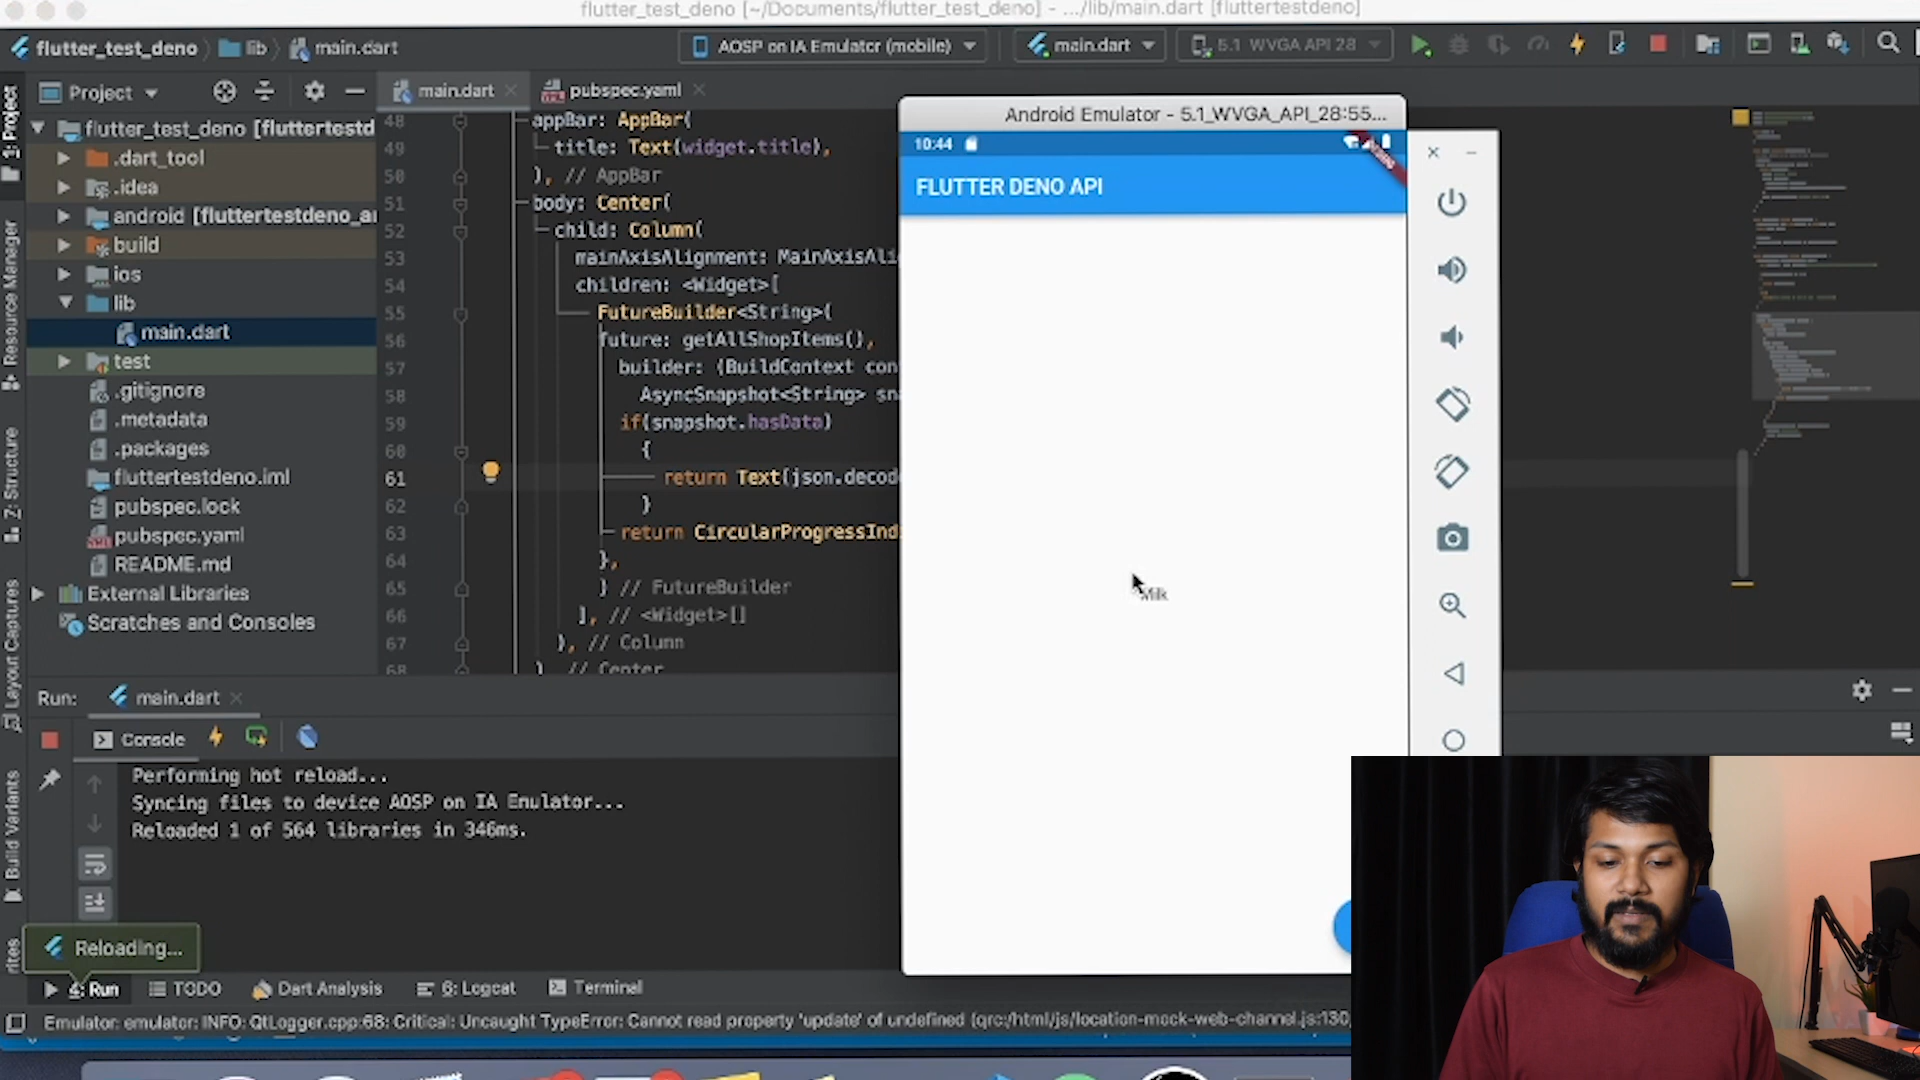 flutter_test_deno [~/Documents/flutter_test_deno] - .../lib/main.dart [fluttertestdeno]
flutter_test_deno lib main.dart
AOSP on IA Emulator (mobile) main.dart 5.1 WVGA API 28
1: Project
Resource Manager
Z: Structure
Layout Captures
Build Variants
rites
Project
flutter_test_deno [fluttertestd
.dart_tool
.idea
android [fluttertestdeno_a
build
ios
lib
main.dart
test
.gitignore
.metadata
.packages
fluttertestdeno.iml
pubspec.lock
pubspec.yaml
README.md
External Libraries
Scratches and Consoles
main.dart pubspec.yaml
48 appBar: AppBar(
49 title: Text(widget.title),
50 ), // AppBar
51 body: Center(
52 child: Column(
53 mainAxisAlignment: MainAxisAli
54 children: <Widget>[
55 FutureBuilder<String>(
56 future: getAllShopItems(),
57 builder: (BuildContext con
58 AsyncSnapshot<String> sn
59 if(snapshot.hasData)
60 {
61 return Text(json.decod
62 }
63 return CircularProgressInd
64 },
65 ) // FutureBuilder
66 ], // <Widget>[]
67 ), // Column
68 ) // Center
Android Emulator - 5.1_WVGA_API_28:55...
10:44
FLUTTER DENO API
Milk
Run: main.dart
Console
Performing hot reload...
Syncing files to device AOSP on IA Emulator...
Reloaded 1 of 564 libraries in 346ms.
Reloading...
4: Run TODO Dart Analysis 6: Logcat Terminal
Emulator: emulator: INFO: QtLogger.cpp:68: Critical: Uncaught TypeError: Cannot read property 'update' of undefined (qrc:/html/js/location-mock-web-channel.js:130,